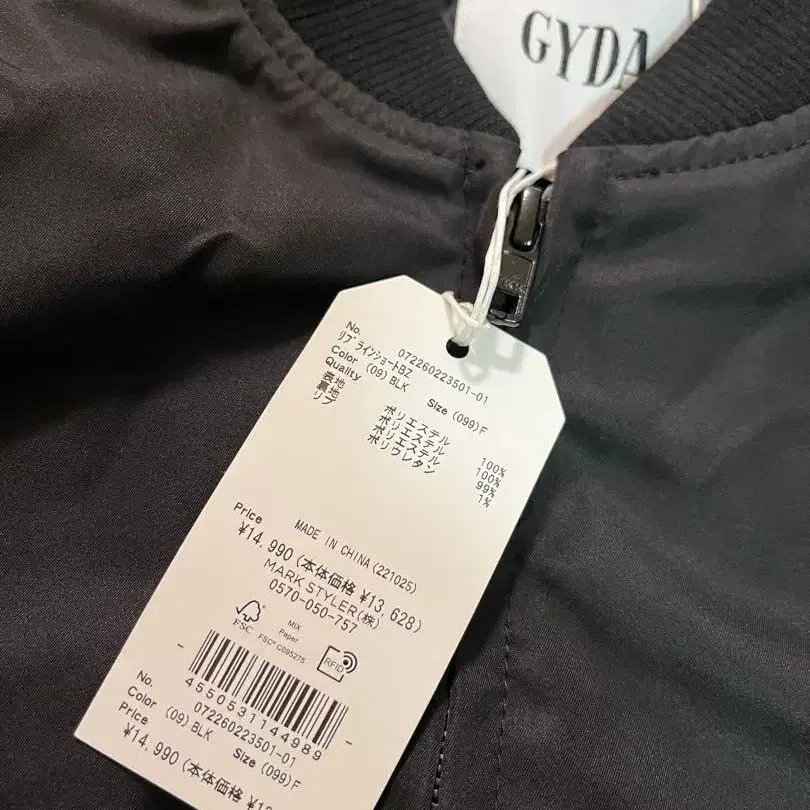 GYDA
No. 072260223501-01
リブラインショートBZ
Color (09) BLK Size (099) F
Quality
表地 ポリエステル 100%
裏地 ポリエステル 100%
リブ ポリエステル 99%
ポリウレタン 1%
MADE IN CHINA (221025)
Price
¥14,990 (本体価格 ¥13,628)
MARK STYLER(株)
0570-050-757
FSC
MIX
Paper
FSC® C095275
RFID
4550531144989
No. 072260223501-01
Color (09) BLK Size (099) F
Price
¥14,990 (本体価格